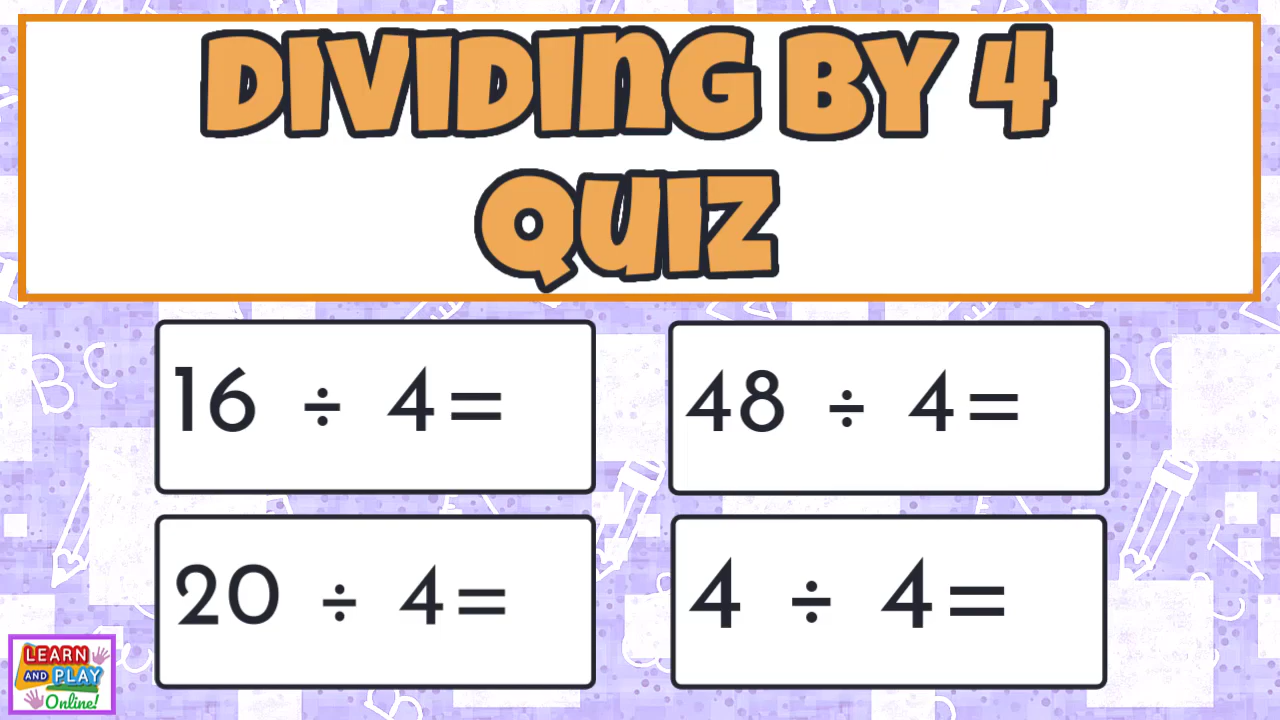 DIVIDING BY 4
QUIZ
16 ÷ 4=
48 ÷ 4=
20 ÷ 4=
4 ÷ 4=
LEARN
AND PLAY
Online!